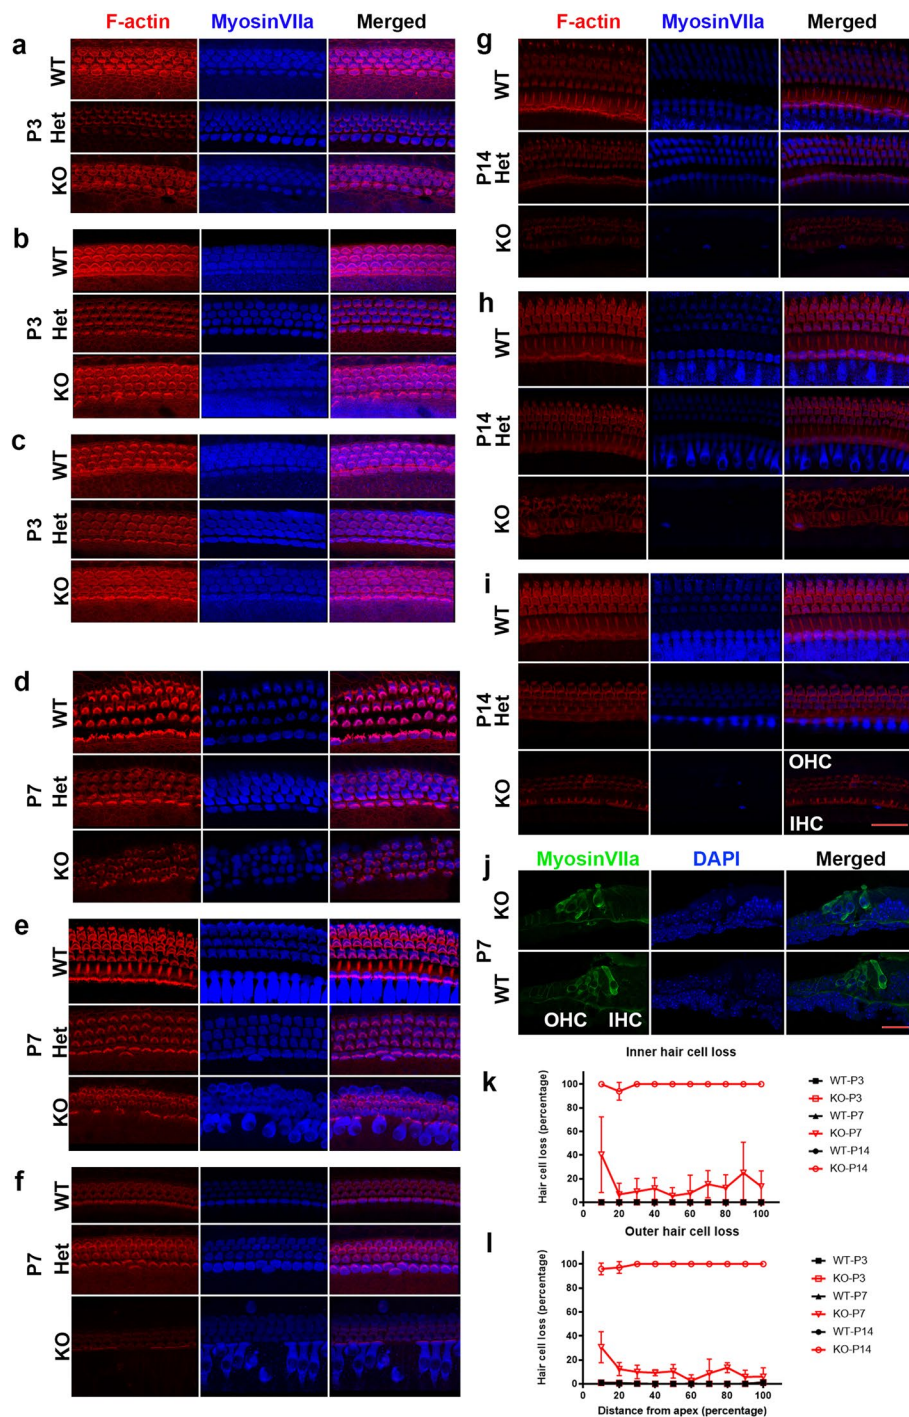 F-actin MyosinVIIa Merged
a
WT
P3
Het
KO
b
WT
P3
Het
KO
c
WT
P3
Het
KO
d
WT
P7
Het
KO
e
WT
P7
Het
KO
f
WT
P7
Het
KO
F-actin MyosinVIIa Merged
g
WT
P14
Het
KO
h
WT
P14
Het
KO
i
WT
P14
Het
KO
OHC
IHC
MyosinVIIa DAPI Merged
j
KO
P7
WT
OHC IHC
Inner hair cell loss
k
Hair cell loss (percentage)
100
80
60
40
20
0
0 20 40 60 80 100
WT-P3
KO-P3
WT-P7
KO-P7
WT-P14
KO-P14
Outer hair cell loss
l
Hair cell loss (percentage)
100
80
60
40
20
0
0 20 40 60 80 100
Distance from apex (percentage)
WT-P3
KO-P3
WT-P7
KO-P7
WT-P14
KO-P14